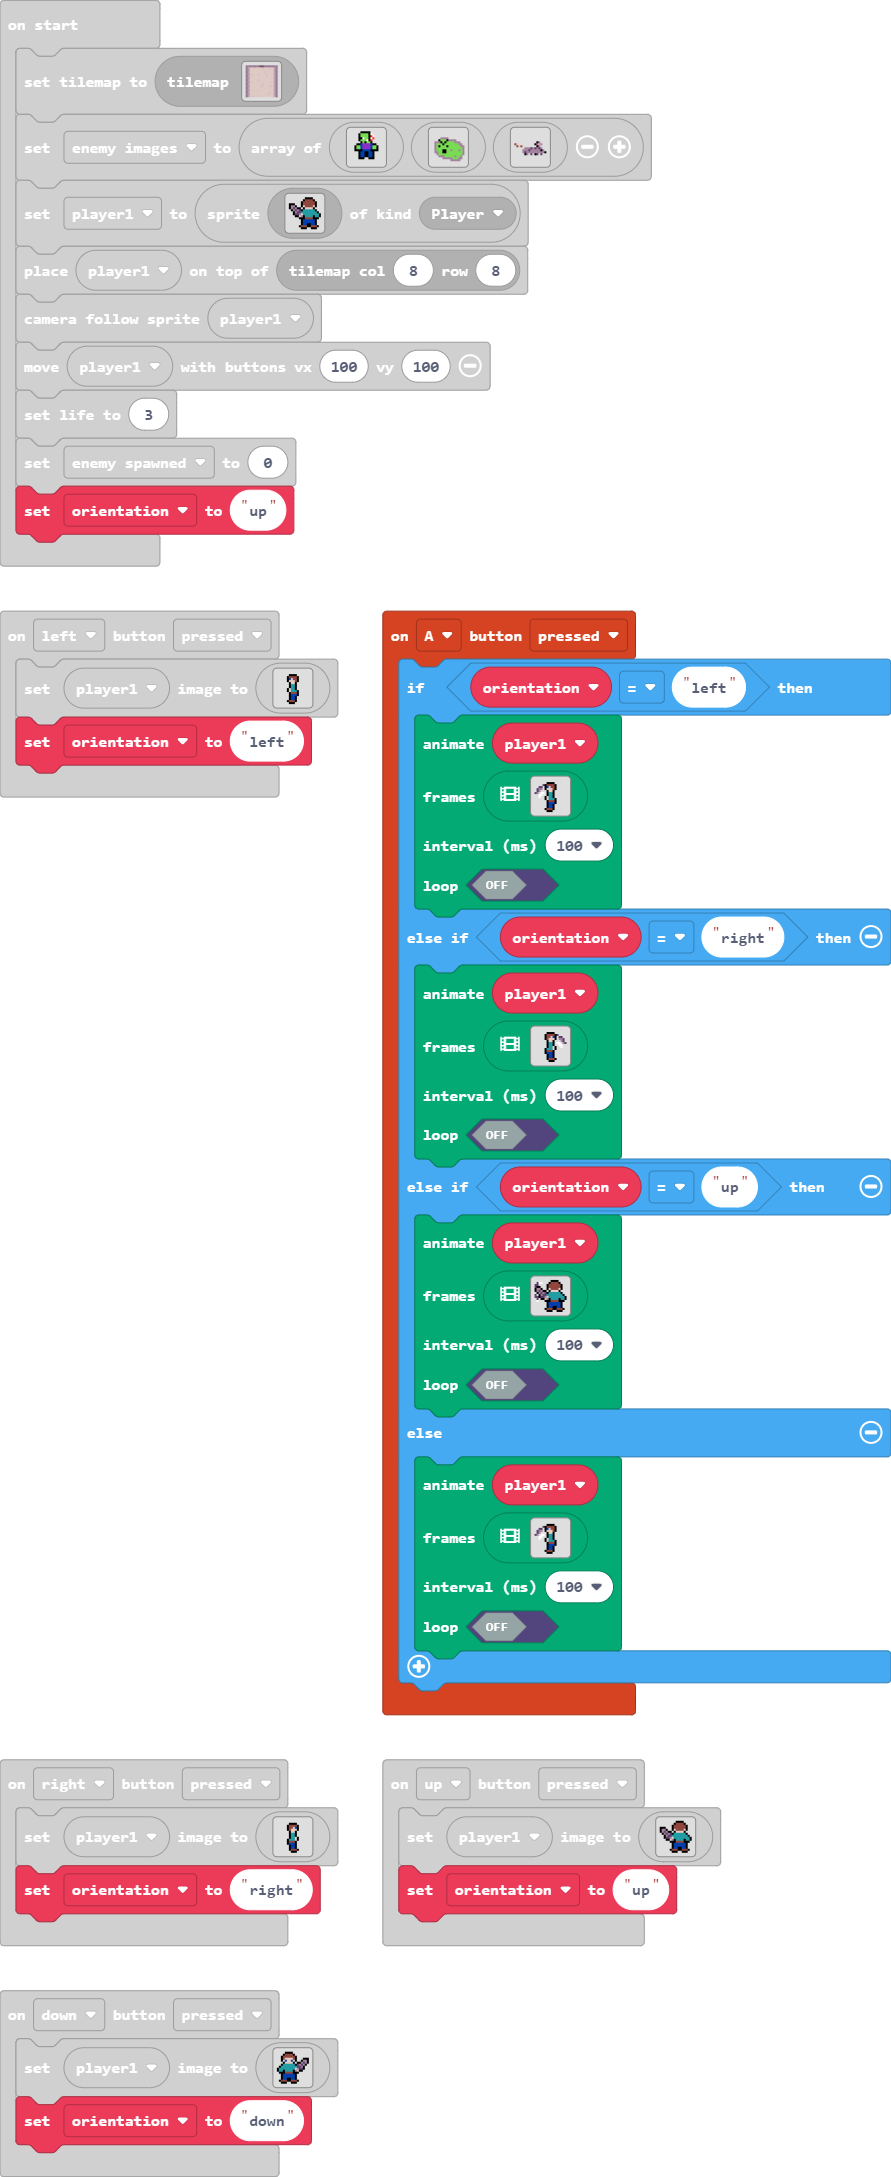 on start
set tilemap to tilemap
set enemy images to array of
set player1 to sprite of kind Player
place player1 on top of tilemap col 8 row 8
camera follow sprite player1
move player1 with buttons vx 100 vy 100
set life to 3
set enemy spawned to 0
set orientation to "up"
on left button pressed
set player1 image to
set orientation to "left"
on A button pressed
if orientation = "left" then
animate player1
frames
interval (ms) 100
loop OFF
else if orientation = "right" then
animate player1
frames
interval (ms) 100
loop OFF
else if orientation = "up" then
animate player1
frames
interval (ms) 100
loop OFF
else
animate player1
frames
interval (ms) 100
loop OFF
on right button pressed
set player1 image to
set orientation to "right"
on up button pressed
set player1 image to
set orientation to "up"
on down button pressed
set player1 image to
set orientation to "down"